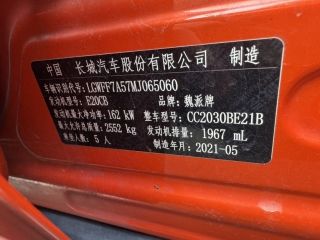 中国 长城汽车股份有限公司 制造
车辆识别代号: LGWFF7A57MJ065060
发动机型号: E20CB 品牌: 魏派牌
发动机最大净功率: 162 kW 整车型号: CC2030BE21B
最大允许总质量: 2552 kg 发动机排量: 1967 mL
乘坐人数: 5 人 制造年月: 2021-05